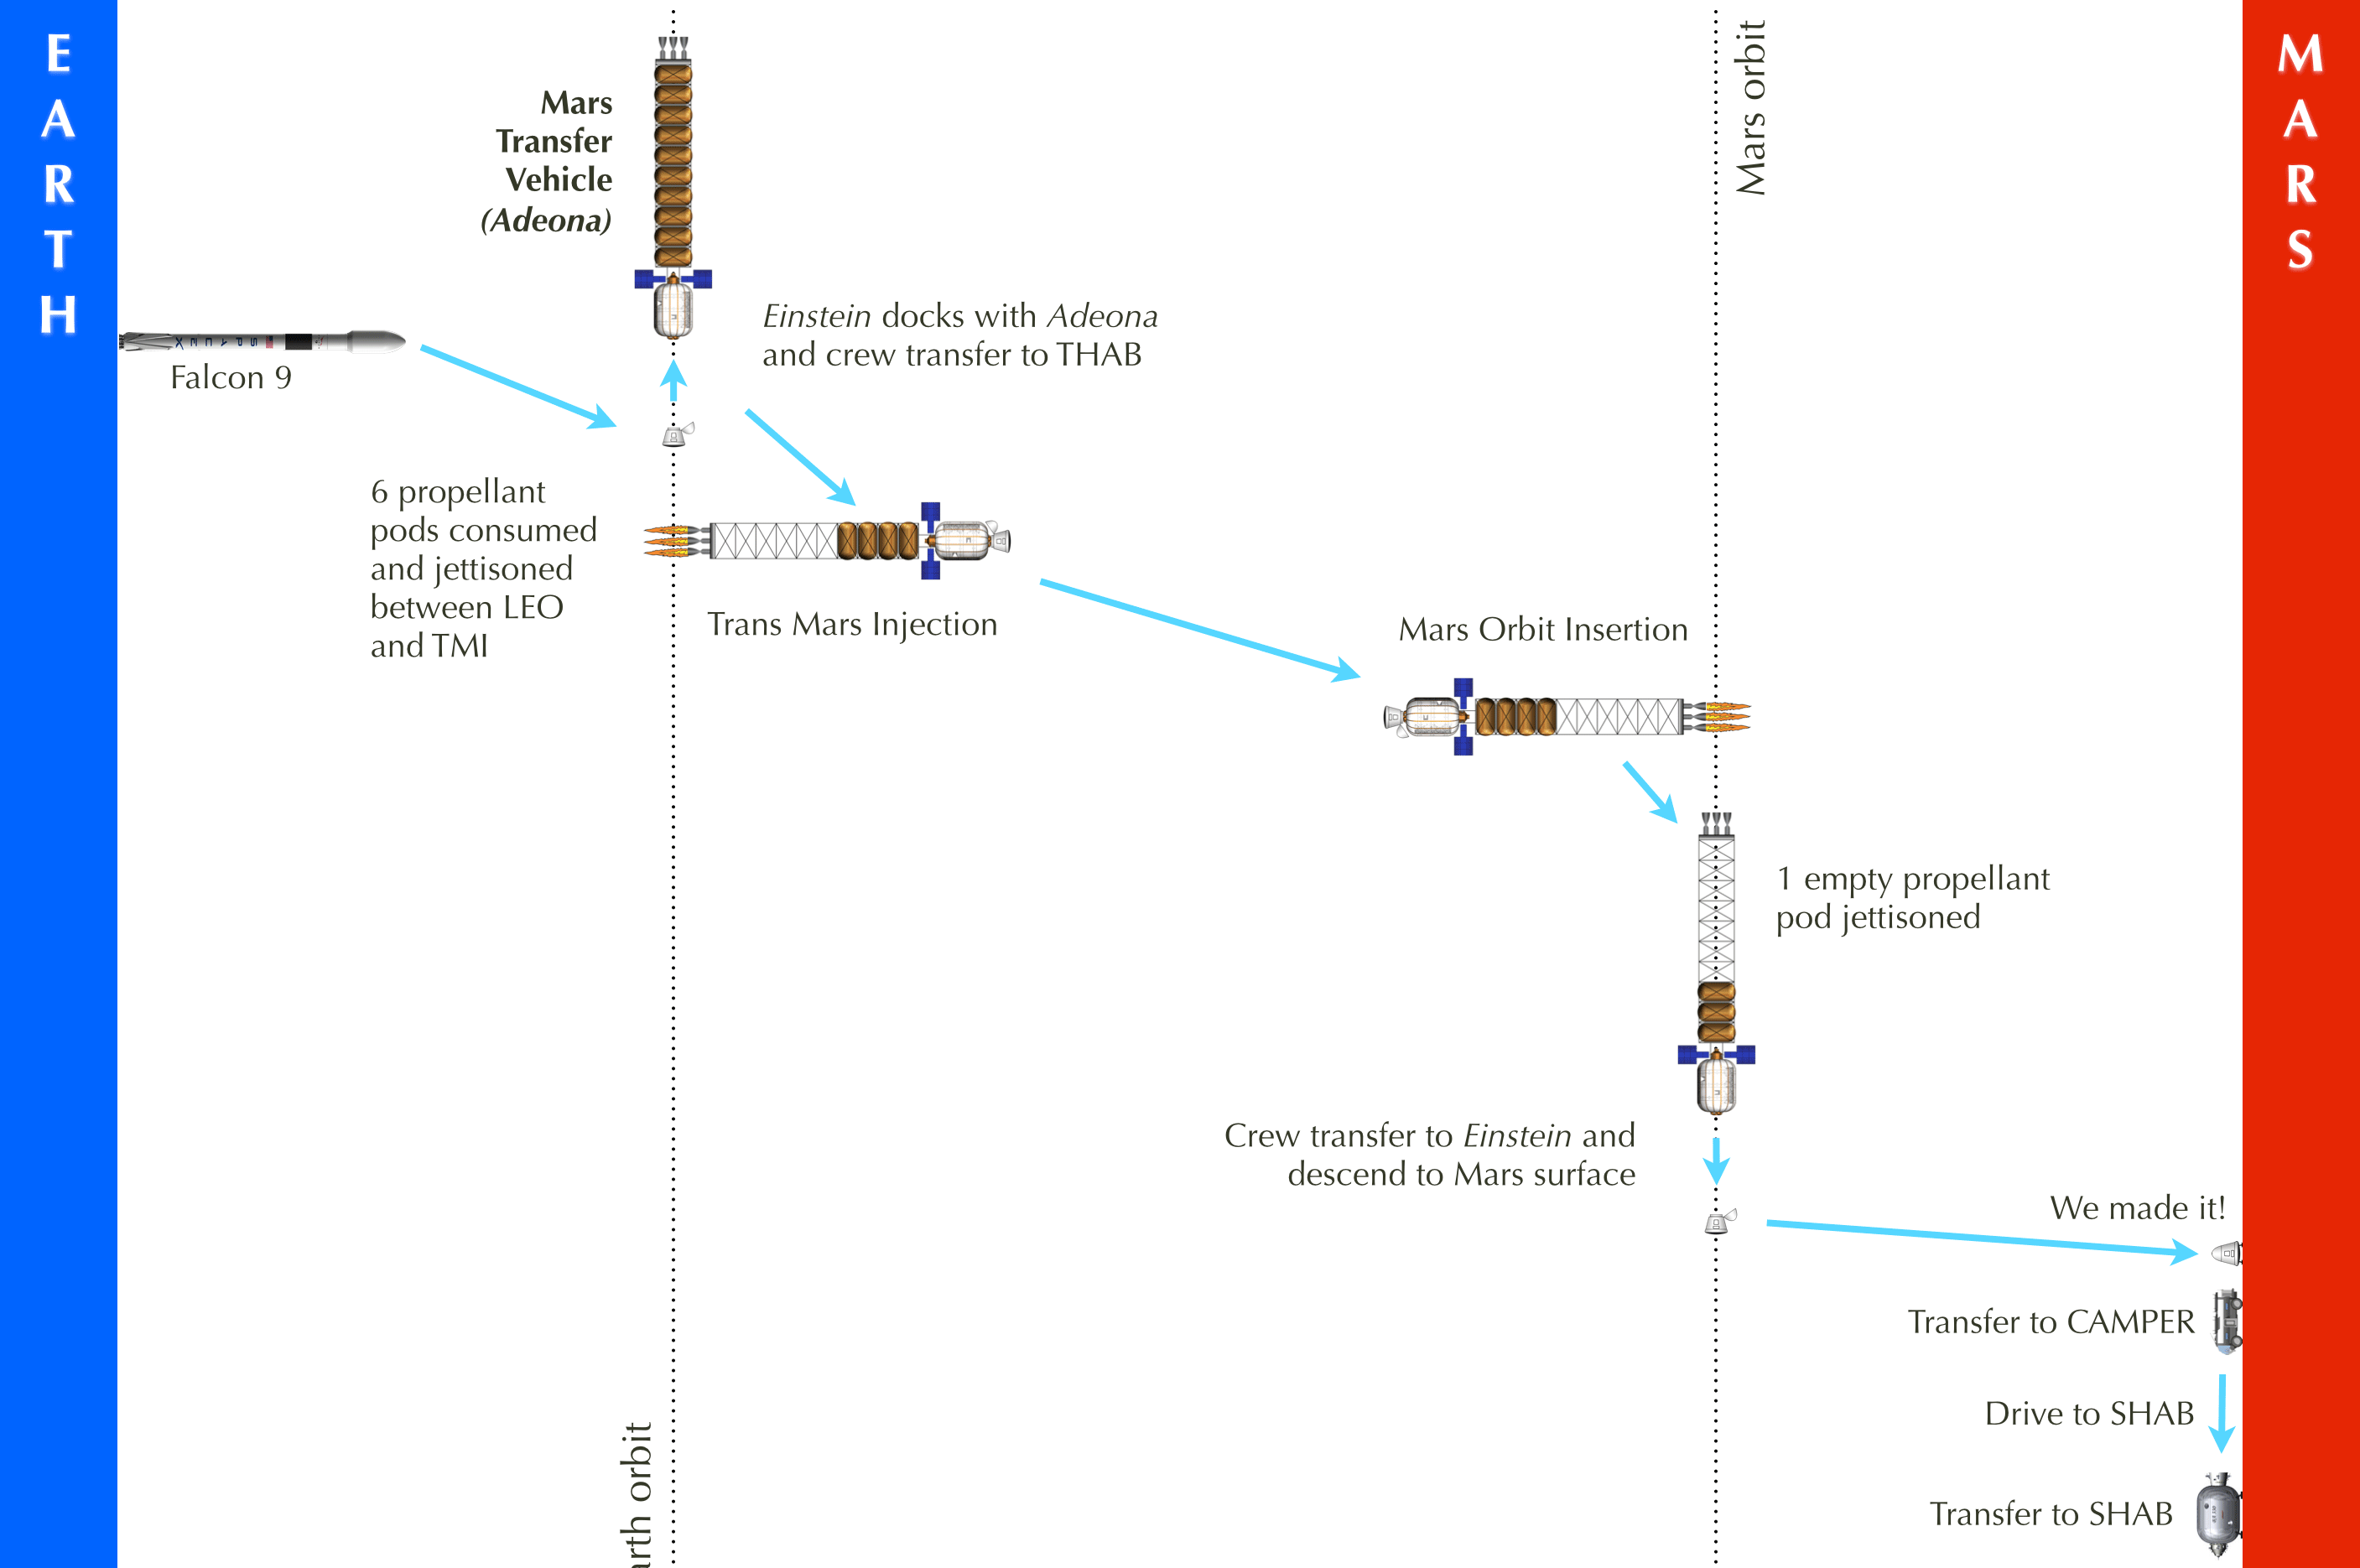 EARTH
MARS
Mars orbit
Mars
Transfer
Vehicle
(Adeona)
SPACEX
Falcon 9
Einstein docks with Adeona
and crew transfer to THAB
6 propellant
pods consumed
and jettisoned
between LEO
and TMI
Trans Mars Injection
Mars Orbit Insertion
1 empty propellant
pod jettisoned
Crew transfer to Einstein and
descend to Mars surface
We made it!
Transfer to CAMPER
Drive to SHAB
Transfer to SHAB
arth orbit